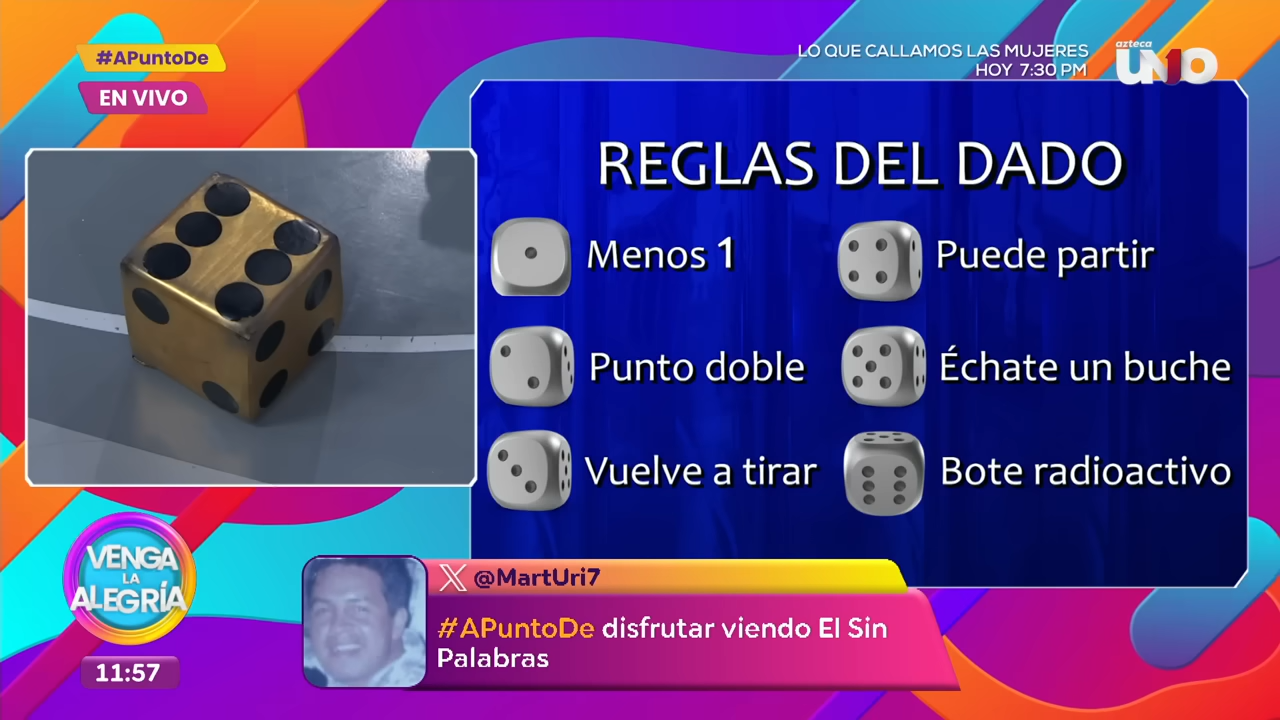 #APuntoDe
EN VIVO
LO QUE CALLAMOS LAS MUJERES
HOY 7:30 PM
azteca
UN10
REGLAS DEL DADO
Menos 1
Puede partir
Punto doble
Échate un buche
Vuelve a tirar
Bote radioactivo
VENGA
LA
ALEGRÍA
11:57
X @MartUri7
#APuntoDe disfrutar viendo El Sin
Palabras